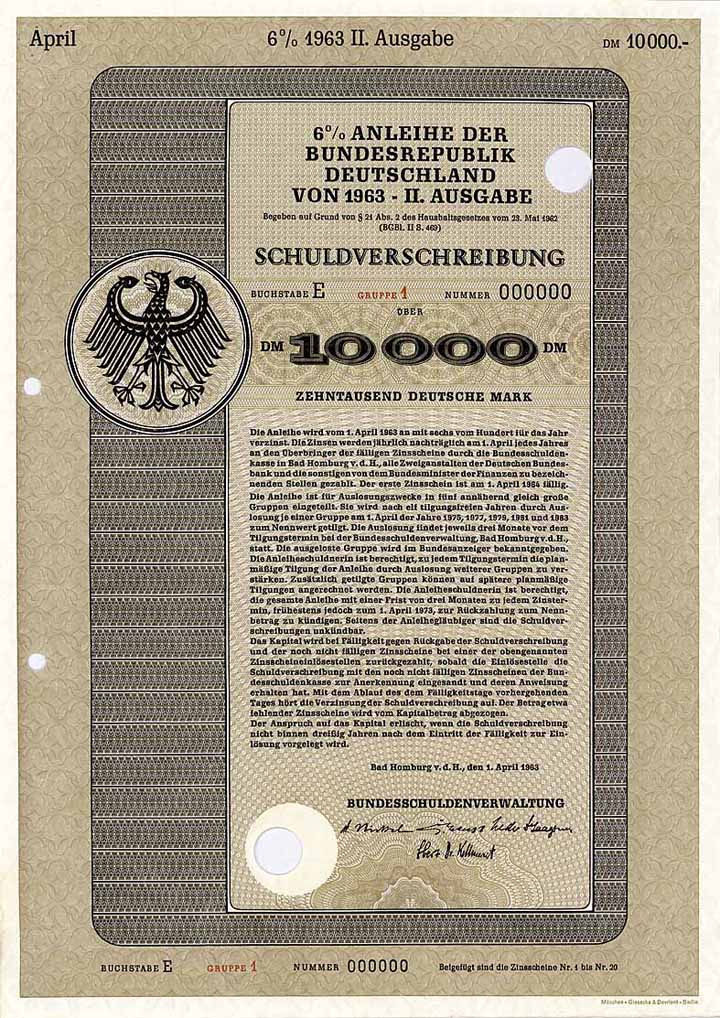 April 6% 1963 II. Ausgabe DM 10000.-
6% ANLEIHE DER
BUNDESREPUBLIK
DEUTSCHLAND
VON 1963 - II. AUSGABE
Begeben auf Grund von § 21 Abs. 2 des Haushaltsgesetzes vom 23. Mai 1962
(BGBl. II S. 469)
SCHULDVERSCHREIBUNG
BUCHSTABE E GRUPPE 1 NUMMER 000000
ÜBER
DM 10000 DM
ZEHNTAUSEND DEUTSCHE MARK
Die Anleihe wird vom 1. April 1963 an mit sechs vom Hundert für das Jahr
verzinst. Die Zinsen werden jährlich nachträglich am 1. April jedes Jahres
an den Überbringer der fälligen Zinsscheine durch die Bundesschulden-
kasse in Bad Homburg v. d. H., alle Zweiganstalten der Deutschen Bundes-
bank und die sonstigen von dem Bundesminister der Finanzen zu bezeich-
nenden Stellen gezahlt. Der erste Zinsschein ist am 1. April 1964 fällig.
Die Anleihe ist für Auslosungszwecke in fünf annähernd gleich große
Gruppen eingeteilt. Sie wird nach elf tilgungsfreien Jahren durch Aus-
losung je einer Gruppe am 1. April der Jahre 1975, 1977, 1979, 1981 und 1983
zum Nennwert getilgt. Die Auslosung findet jeweils drei Monate vor dem
Tilgungstermin bei der Bundesschuldenverwaltung, Bad Homburg v. d. H.,
statt. Die ausgeloste Gruppe wird im Bundesanzeiger bekanntgegeben.
Die Anleiheschuldnerin ist berechtigt, zu jedem Tilgungstermin die plan-
mäßige Tilgung der Anleihe durch Auslosung weiterer Gruppen zu ver-
stärken. Zusätzlich getilgte Gruppen können auf spätere planmäßige
Tilgungen angerechnet werden. Die Anleiheschuldnerin ist berechtigt,
die gesamte Anleihe mit einer Frist von drei Monaten zu jedem Zinster-
min, frühestens jedoch zum 1. April 1973, zur Rückzahlung zum Nenn-
betrag zu kündigen. Seitens der Anleihegläubiger sind die Schuldver-
schreibungen unkündbar.
Das Kapital wird bei Fälligkeit gegen Rückgabe der Schuldverschreibung
und der noch nicht fälligen Zinsscheine bei einer der obengenannten
Zinsscheineinlösestellen zurückgezahlt, sobald die Einlösestelle die
Schuldverschreibung mit den noch nicht fälligen Zinsscheinen der Bun-
desschuldenkasse zur Anerkennung eingesandt und deren Anweisung
erhalten hat. Mit dem Ablauf des dem Fälligkeitstage vorhergehenden
Tages hört die Verzinsung der Schuldverschreibung auf. Der Betrag etwa
fehlender Zinsscheine wird vom Kapitalbetrag abgezogen.
Der Anspruch auf das Kapital erlischt, wenn die Schuldverschreibung
nicht binnen dreißig Jahren nach dem Eintritt der Fälligkeit zur Ein-
lösung vorgelegt wird.
Bad Homburg v. d. H., den 1. April 1963
BUNDESSCHULDENVERWALTUNG
BUCHSTABE E GRUPPE 1 NUMMER 000000 Beigefügt sind die Zinsscheine Nr. 1 bis Nr. 20
München • Giesecke & Devrient • Berlin